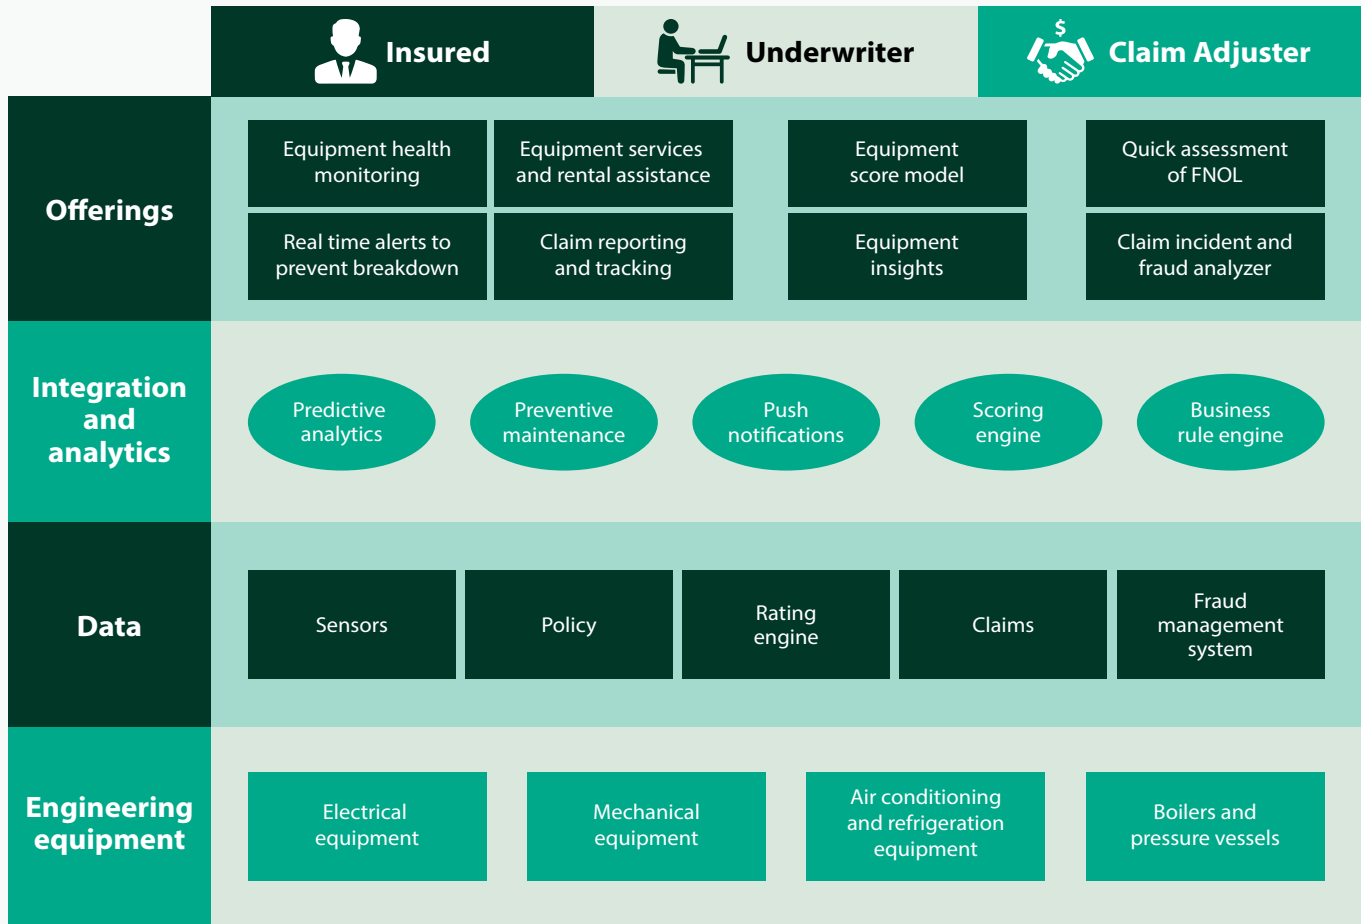 Insured
Underwriter
$
Claim Adjuster
Offerings
Equipment health
monitoring
Equipment services
and rental assistance
Equipment
score model
Quick assessment
of FNOL
Real time alerts to
prevent breakdown
Claim reporting
and tracking
Equipment
insights
Claim incident and
fraud analyzer
Integration
and
analytics
Predictive
analytics
Preventive
maintenance
Push
notifications
Scoring
engine
Business
rule engine
Data
Sensors
Policy
Rating
engine
Claims
Fraud
management
system
Engineering
equipment
Electrical
equipment
Mechanical
equipment
Air conditioning
and refrigeration
equipment
Boilers and
pressure vessels